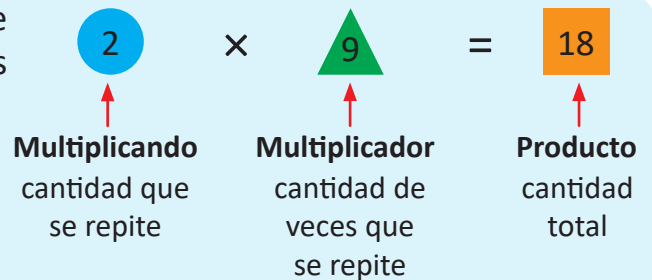 e
s
2 × 9 = 18
Multiplicando Multiplicador Producto
cantidad que cantidad de cantidad
se repite veces que total
se repite